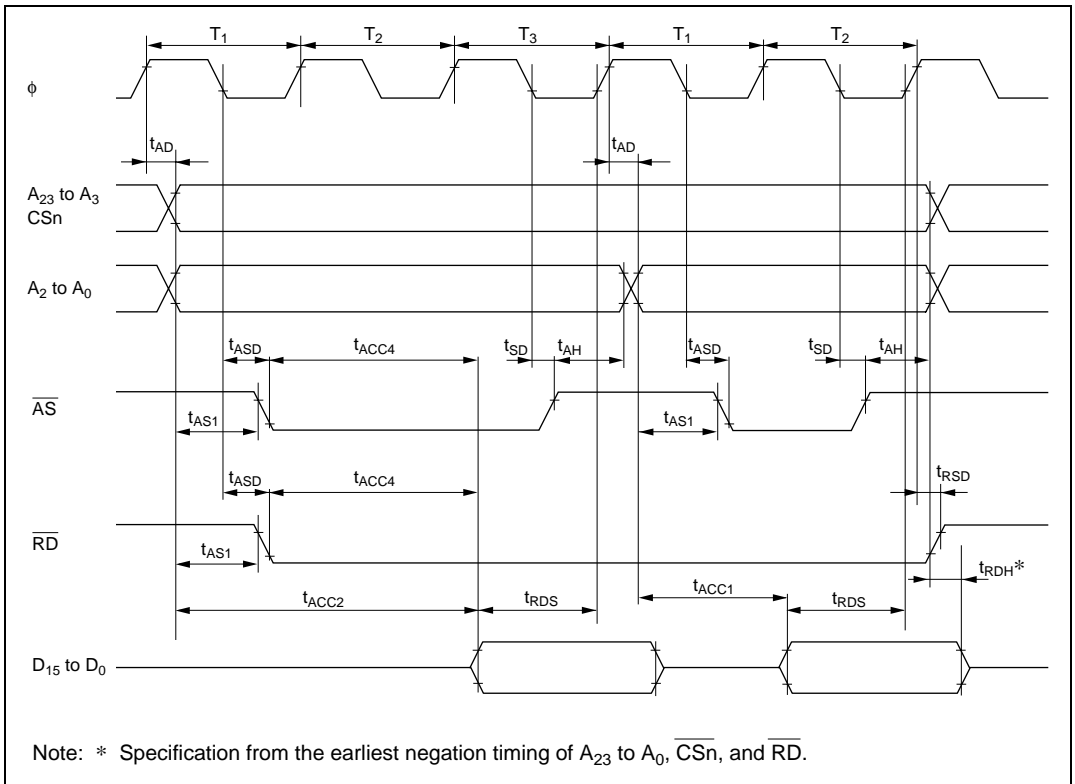 T1 T2 T3 T1 T2
ϕ
tAD tAD
A23 to A3
CSn
A2 to A0
tASD tACC4 tSD tAH tASD tSD tAH
AS
tAS1 tAS1
tASD tACC4 tRSD
RD
tAS1 tRDH*
tACC2 tRDS tACC1 tRDS
D15 to D0
Note: * Specification from the earliest negation timing of A23 to A0, CSn, and RD.